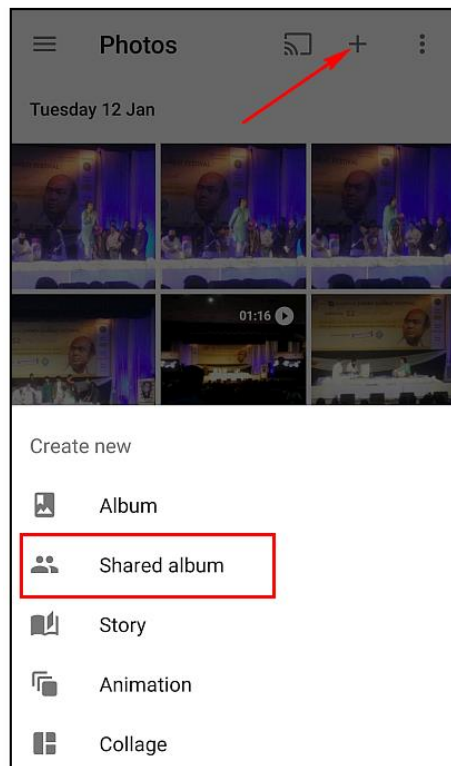 Photos
Tuesday 12 Jan
01:16
Create new
Album
Shared album
Story
Animation
Collage